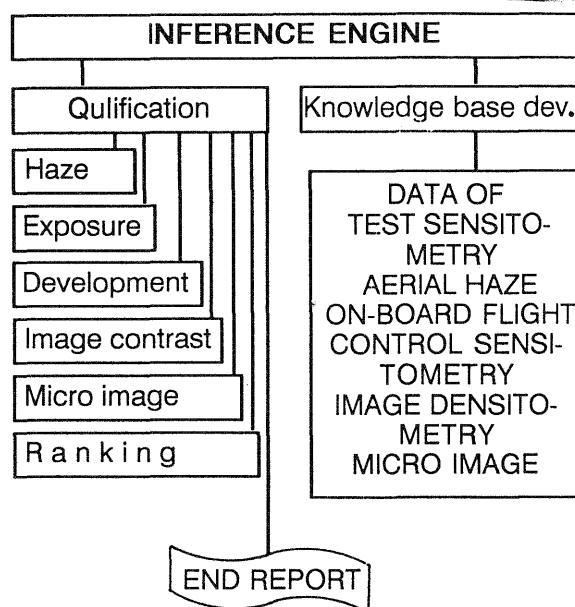 INFERENCE ENGINE
Qulification
Knowledge base dev.
Haze
Exposure
Development
Image contrast
Micro image
Ranking
DATA OF
TEST SENSITO-
METRY
AERIAL HAZE
ON-BOARD FLIGHT
CONTROL SENSI-
TOMETRY
IMAGE DENSITO-
METRY
MICRO IMAGE
END REPORT